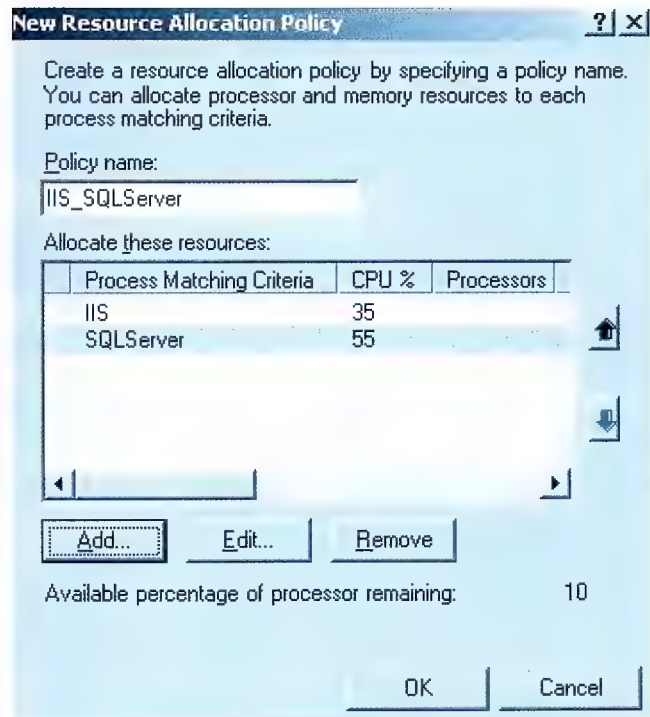 New Resource Allocation Policy
Create a resource allocation policy by specifying a policy name.
You can allocate processor and memory resources to each
process matching criteria.
Policy name:
IIS_SQLServer
Allocate these resources:
Process Matching Criteria CPU % Processors
IIS 35
SQLServer 55
Add... Edit... Remove
Available percentage of processor remaining: 10
OK Cancel